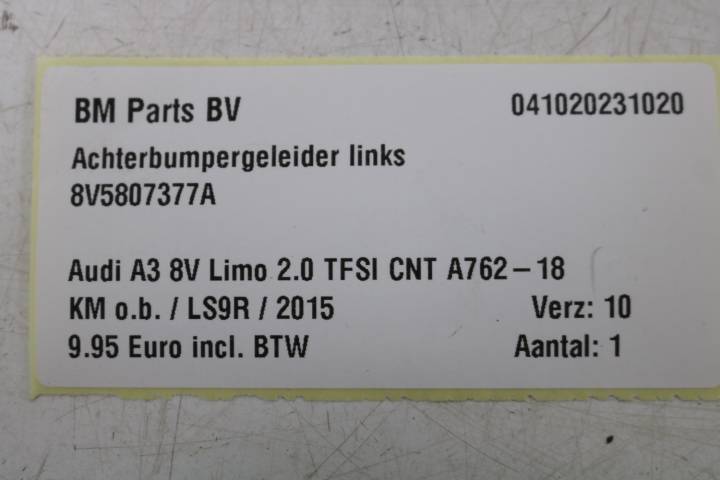 BM Parts BV 041020231020
Achterbumpergeleider links
8V5807377A
Audi A3 8V Limo 2.0 TFSI CNT A762-18
KM o.b. / LS9R / 2015 Verz: 10
9.95 Euro incl. BTW Aantal: 1